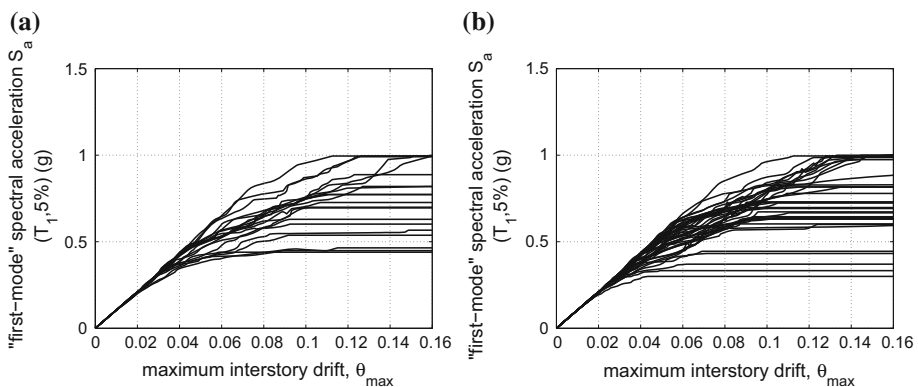 (a)
"first−mode" spectral acceleration S_a
(T_1,5%) (g)
1.5
1
0.5
0
0 0.02 0.04 0.06 0.08 0.1 0.12 0.14 0.16
maximum interstory drift, θ_max
(b)
"first−mode" spectral acceleration S_a
(T_1,5%) (g)
1.5
1
0.5
0
0 0.02 0.04 0.06 0.08 0.1 0.12 0.14 0.16
maximum interstory drift, θ_max